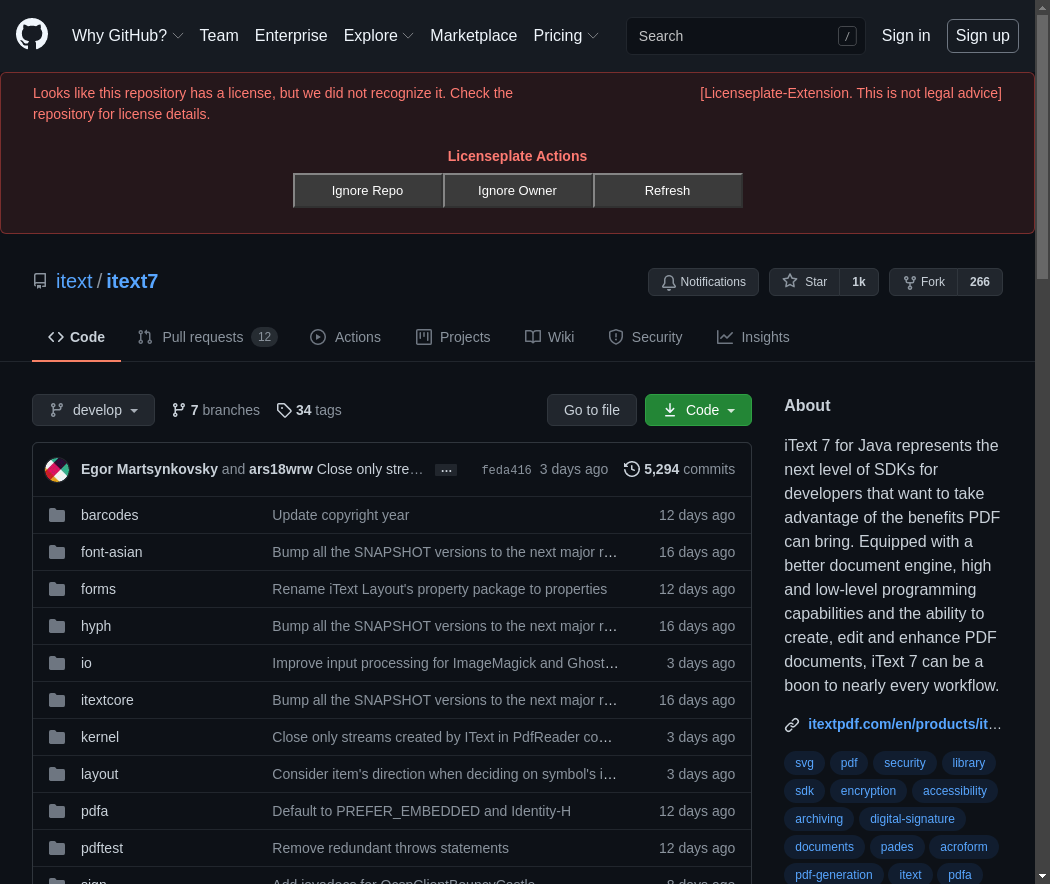 Why GitHub? Team Enterprise Explore Marketplace Pricing Search / Sign in Sign up
Looks like this repository has a license, but we did not recognize it. Check the
repository for license details.
[Licenseplate-Extension. This is not legal advice]
Licenseplate Actions
Ignore Repo Ignore Owner Refresh
itext / itext7
Notifications Star 1k Fork 266
Code Pull requests 12 Actions Projects Wiki Security Insights
develop 7 branches 34 tags Go to file Code
Egor Martsynkovsky and ars18wrw Close only stre… … feda416 3 days ago 5,294 commits
barcodes Update copyright year 12 days ago
font-asian Bump all the SNAPSHOT versions to the next major r… 16 days ago
forms Rename iText Layout's property package to properties 12 days ago
hyph Bump all the SNAPSHOT versions to the next major r… 16 days ago
io Improve input processing for ImageMagick and Ghost… 3 days ago
itextcore Bump all the SNAPSHOT versions to the next major r… 16 days ago
kernel Close only streams created by IText in PdfReader co… 3 days ago
layout Consider item's direction when deciding on symbol's i… 3 days ago
pdfa Default to PREFER_EMBEDDED and Identity-H 12 days ago
pdftest Remove redundant throws statements 12 days ago
sign Add javadocs for OcspClientBouncyCastle 8 days ago
About
iText 7 for Java represents the
next level of SDKs for
developers that want to take
advantage of the benefits PDF
can bring. Equipped with a
better document engine, high
and low-level programming
capabilities and the ability to
create, edit and enhance PDF
documents, iText 7 can be a
boon to nearly every workflow.
itextpdf.com/en/products/it…
svg pdf security library
sdk encryption accessibility
archiving digital-signature
documents pades acroform
pdf-generation itext pdfa